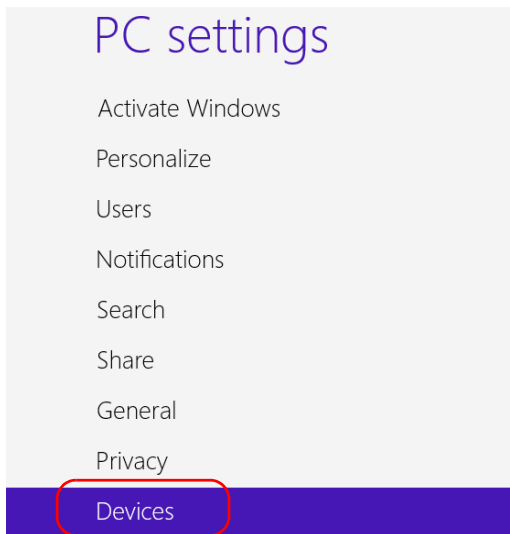 PC settings
Activate Windows
Personalize
Users
Notifications
Search
Share
General
Privacy
Devices